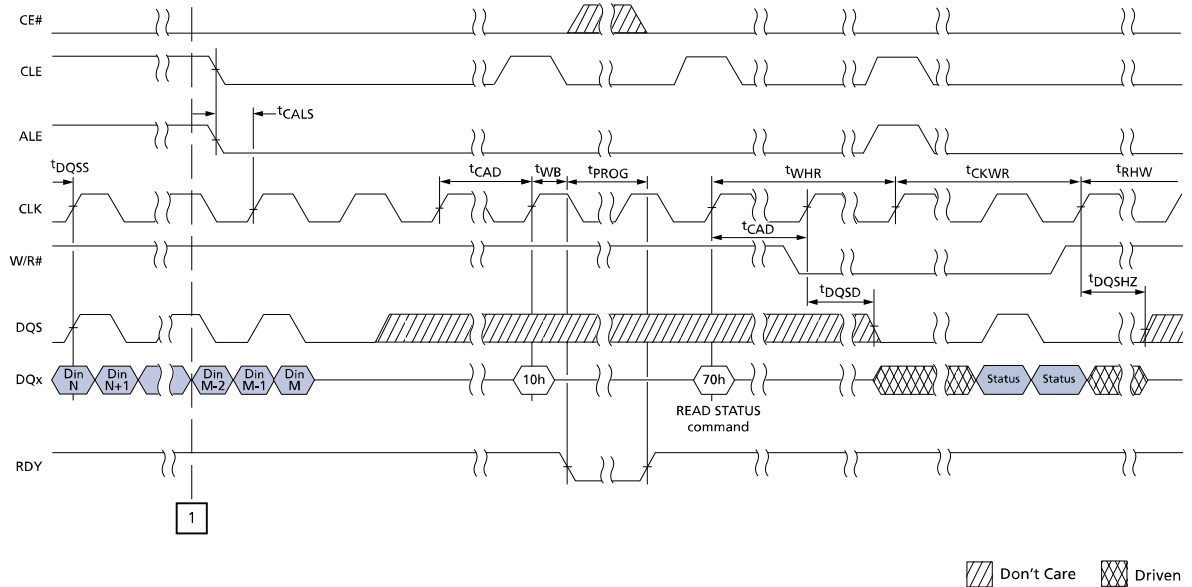 CE#
CLE
tCALS
ALE
tDQSS
tCAD
tWB
tPROG
tWHR
tCKWR
tRHW
CLK
tCAD
W/R#
tDQSD
tDQSHZ
DQS
DQx
Din N
Din N+1
Din M-2
Din M-1
Din M
10h
70h
Status
Status
READ STATUS
command
RDY
1
Don't Care
Driven